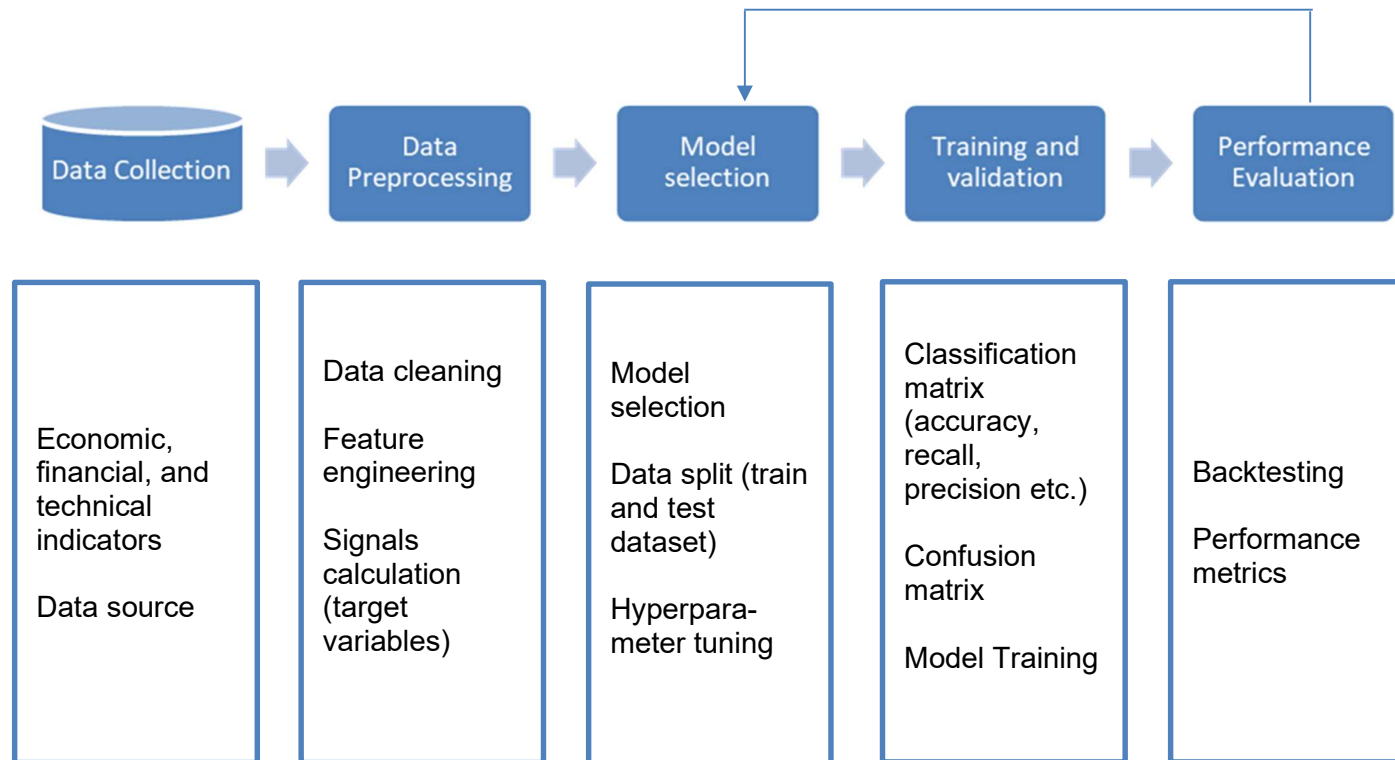 Data Collection
Data
Preprocessing
Model
selection
Training and
validation
Performance
Evaluation
Economic,
financial, and
technical
indicators
Data source
Data cleaning
Feature
engineering
Signals
calculation
(target
variables)
Model
selection
Data split (train
and test
dataset)
Hyperpara-
meter tuning
Classification
matrix
(accuracy,
recall,
precision etc.)
Confusion
matrix
Model Training
Backtesting
Performance
metrics